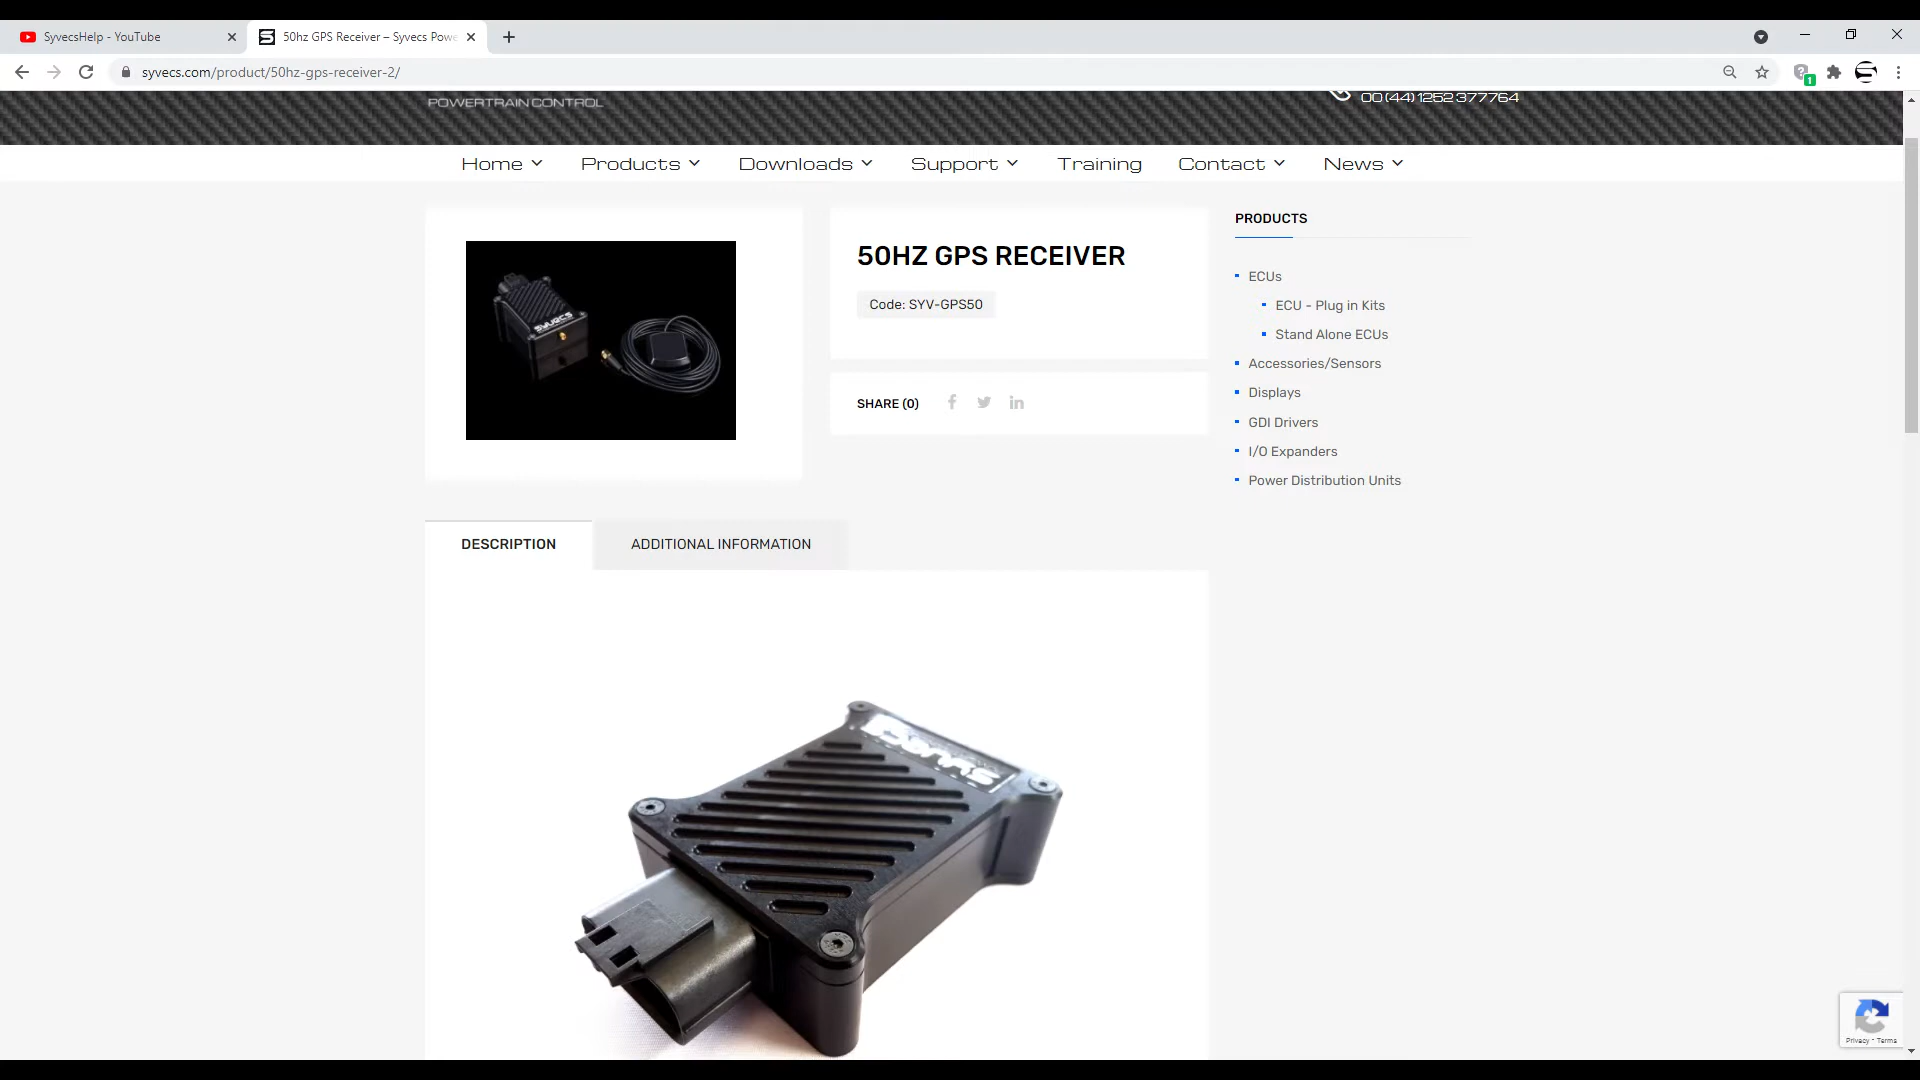 SyvecsHelp - YouTube
50hz GPS Receiver – Syvecs Powe
syvecs.com/product/50hz-gps-receiver-2/
1
POWERTRAIN CONTROL
00 (44) 1252 377764
Home
Products
Downloads
Support
Training
Contact
News
SYVECS
50HZ GPS RECEIVER
Code: SYV-GPS50
SHARE (0)
PRODUCTS
ECUs
ECU - Plug in Kits
Stand Alone ECUs
Accessories/Sensors
Displays
GDI Drivers
I/O Expanders
Power Distribution Units
DESCRIPTION
ADDITIONAL INFORMATION
SYVECS
Privacy - Terms